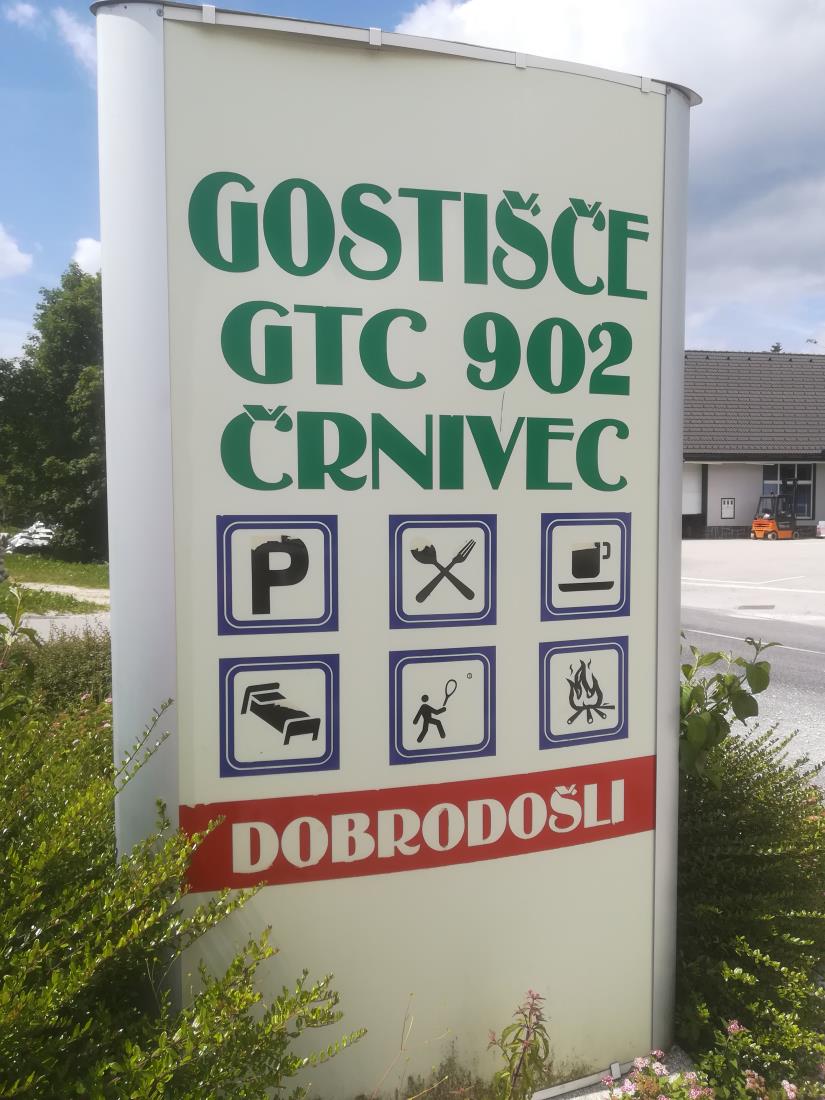 GOSTIŠČE
GTC 902
ČRNIVEC
P
DOBRODOŠLI